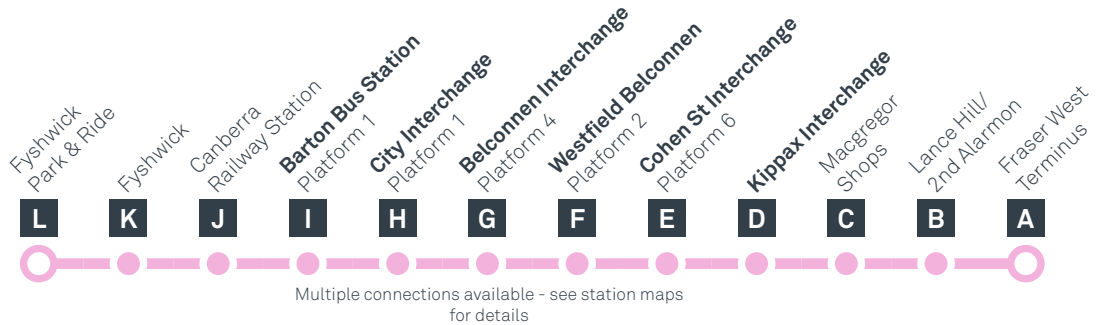 Fyshwick
Park & Ride
Fyshwick
Canberra
Railway Station
Barton Bus Station
Platform 1
City Interchange
Platform 1
Belconnen Interchange
Platform 4
Westfield Belconnen
Platform 2
Cohen St Interchange
Platform 6
Kippax Interchange
Macgregor
Shops
Lance Hill/
2nd Alarmon
Fraser West
Terminus
L
K
J
I
H
G
F
E
D
C
B
A
Multiple connections available - see station maps
for details